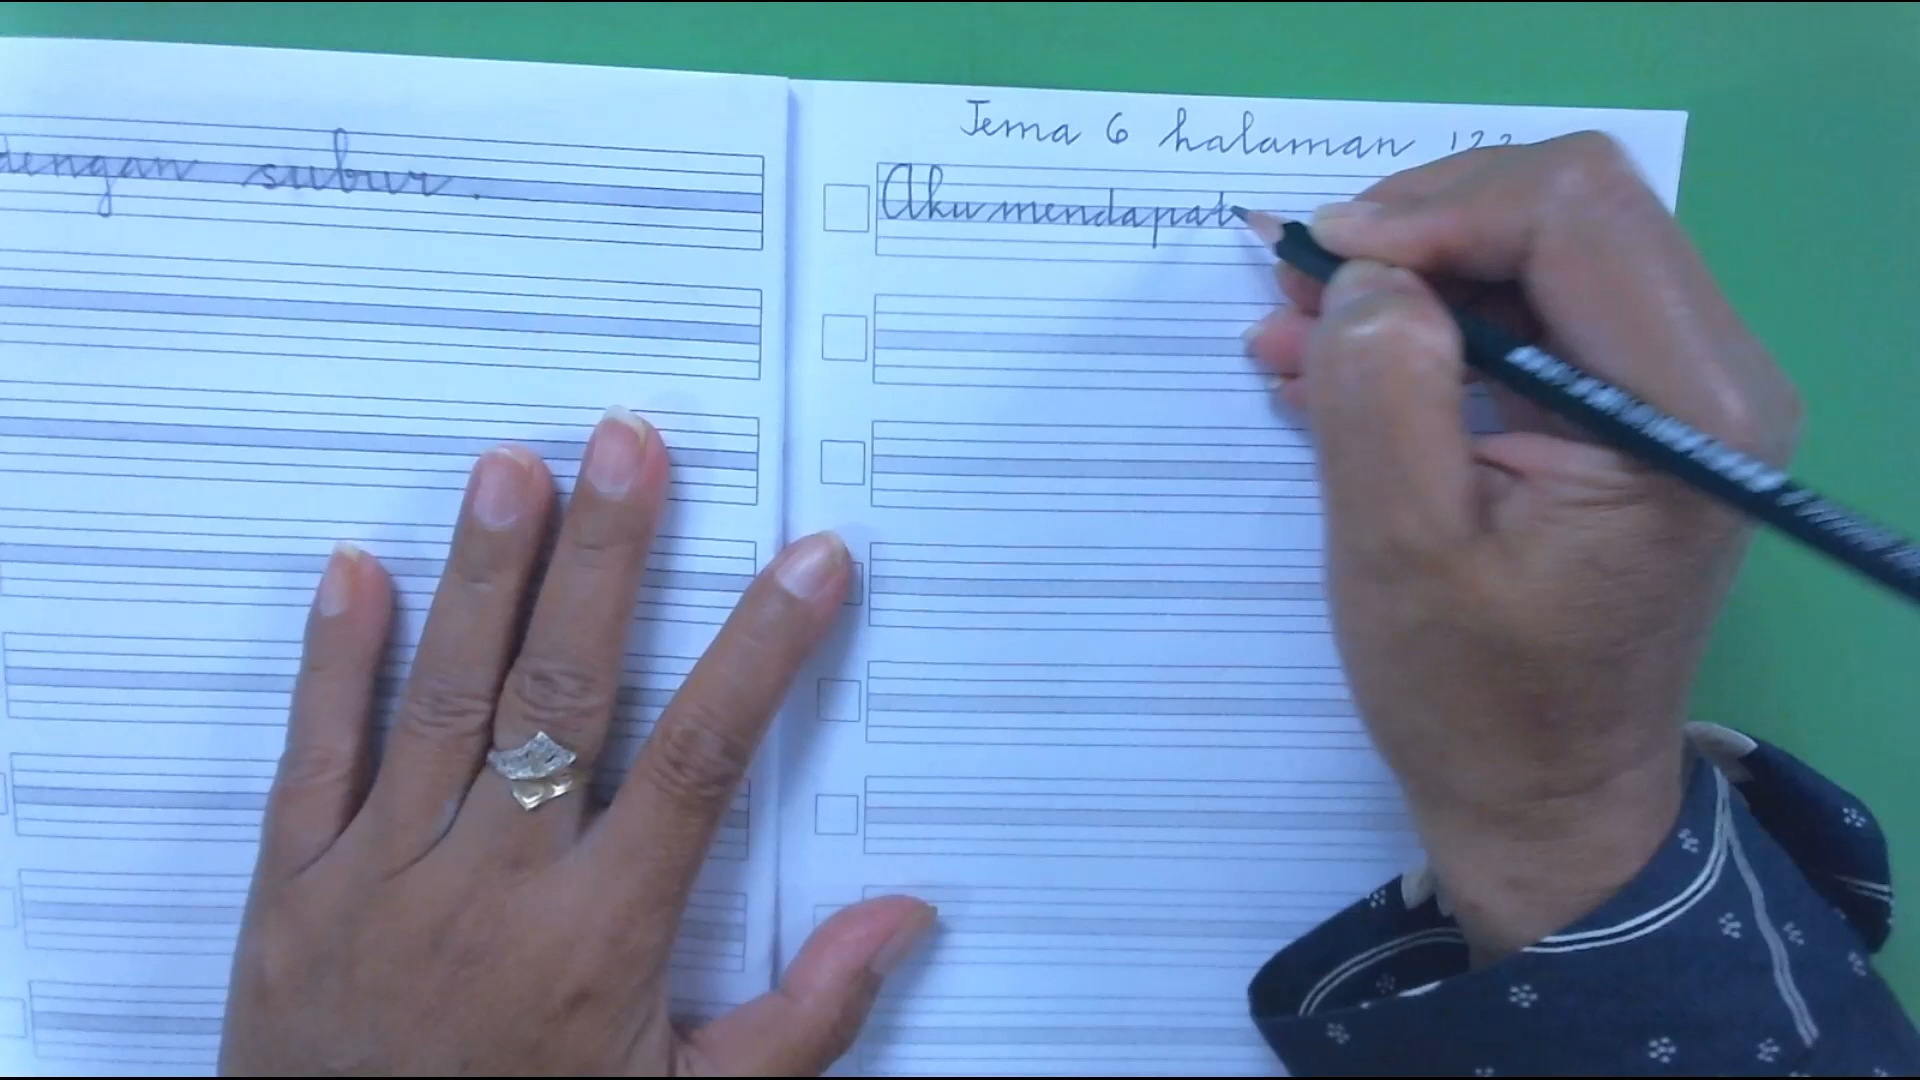 dengan subur.
Tema 6 halaman
Aku mendapat